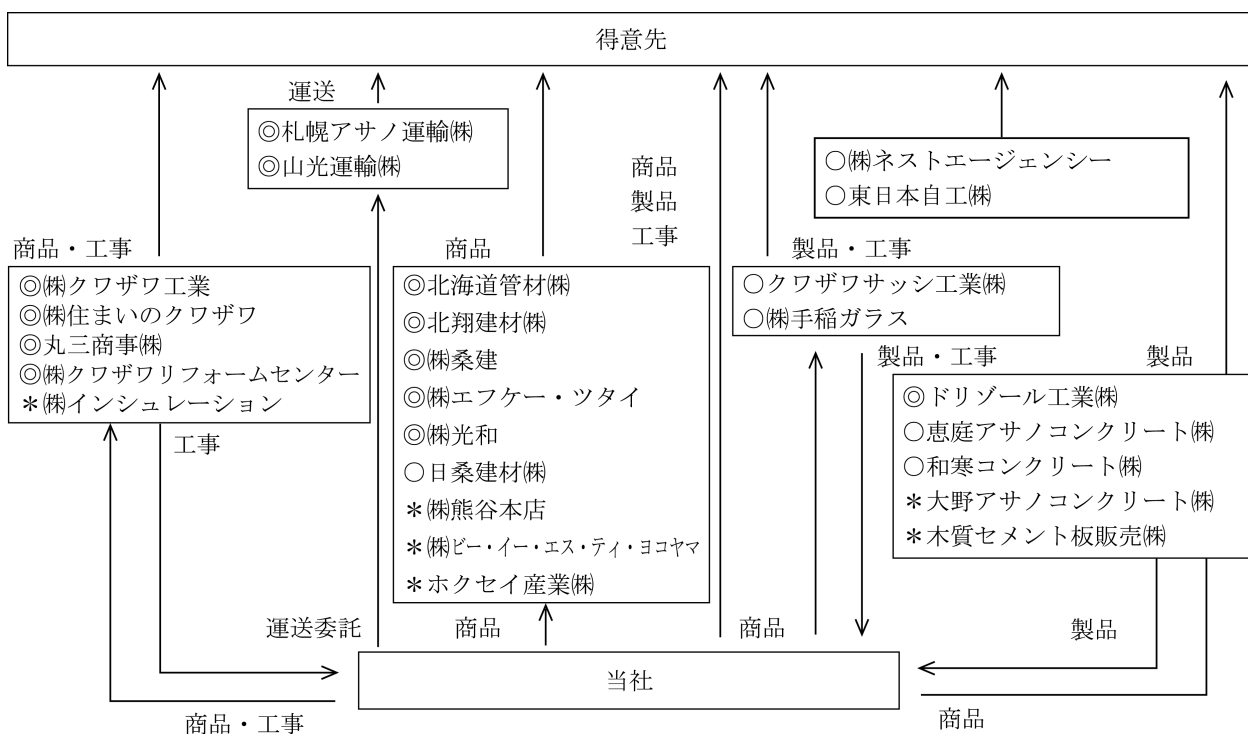 得意先
運送
◎札幌アサノ運輸㈱
◎山光運輸㈱
商品
製品
工事
○㈱ネストエージェンシー
○東日本自工㈱
商品・工事
◎㈱クワザワ工業
◎㈱住まいのクワザワ
◎丸三商事㈱
◎㈱クワザワリフォームセンター
＊㈱インシュレーション
商品
◎北海道管材㈱
◎北翔建材㈱
◎㈱桑建
◎㈱エフケー・ツタイ
◎㈱光和
○日桑建材㈱
＊㈱熊谷本店
＊㈱ビー・イー・エス・ティ・ヨコヤマ
＊ホクセイ産業㈱
製品・工事
○クワザワサッシ工業㈱
○㈱手稲ガラス
製品・工事
製品
◎ドリゾール工業㈱
○恵庭アサノコンクリート㈱
○和寒コンクリート㈱
＊大野アサノコンクリート㈱
＊木質セメント板販売㈱
工事
運送委託
商品
商品
製品
当社
商品・工事
商品